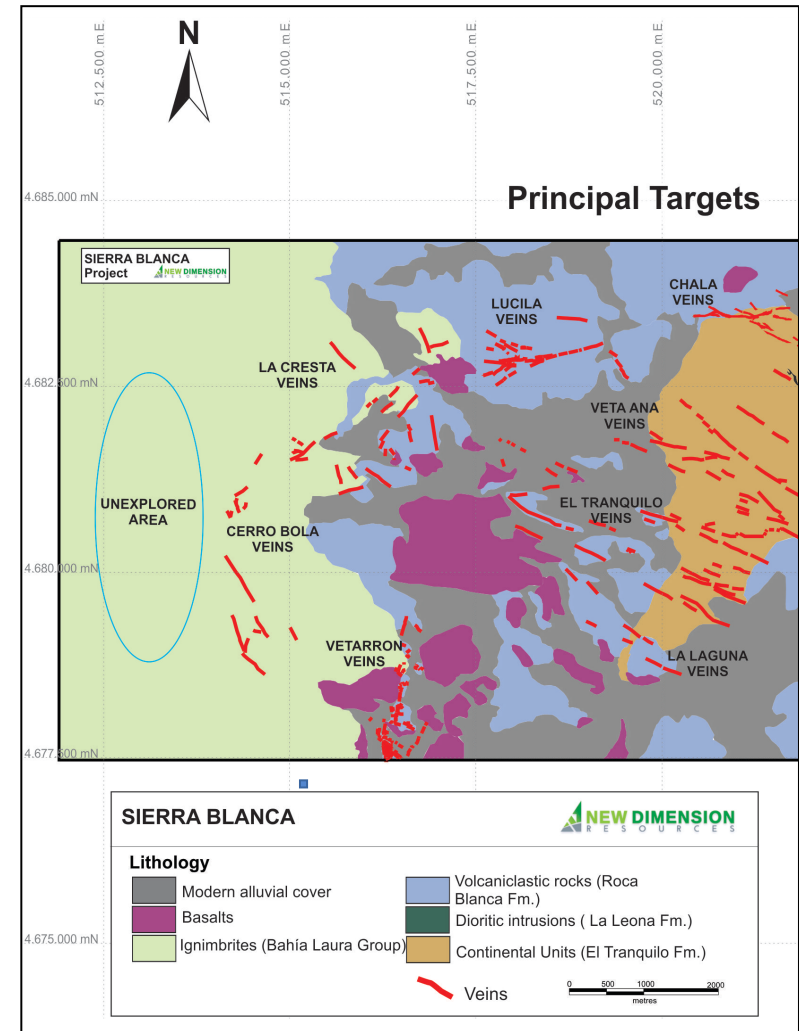 N
512.500 mE
515.000 mE
517.500 mE
520.000 mE
4.685.000 mN
Principal Targets
SIERRA BLANCA
Project
NEW DIMENSION
RESOURCES
CHALA
VEINS
LUCILA
VEINS
LA CRESTA
VEINS
4.682.500 mN
VETA ANA
VEINS
UNEXPLORED
AREA
EL TRANQUILO
VEINS
CERRO BOLA
VEINS
4.680.000 mN
VETARRON
VEINS
LA LAGUNA
VEINS
4.677.500 mN
SIERRA BLANCA
NEW DIMENSION
RESOURCES
Lithology
Modern alluvial cover
Basalts
Ignimbrites (Bahía Laura Group)
Volcaniclastic rocks (Roca
Blanca Fm.)
Dioritic intrusions ( La Leona Fm.)
Continental Units (El Tranquilo Fm.)
Veins
0 500 1000 2000
metres
4.675.000 mN